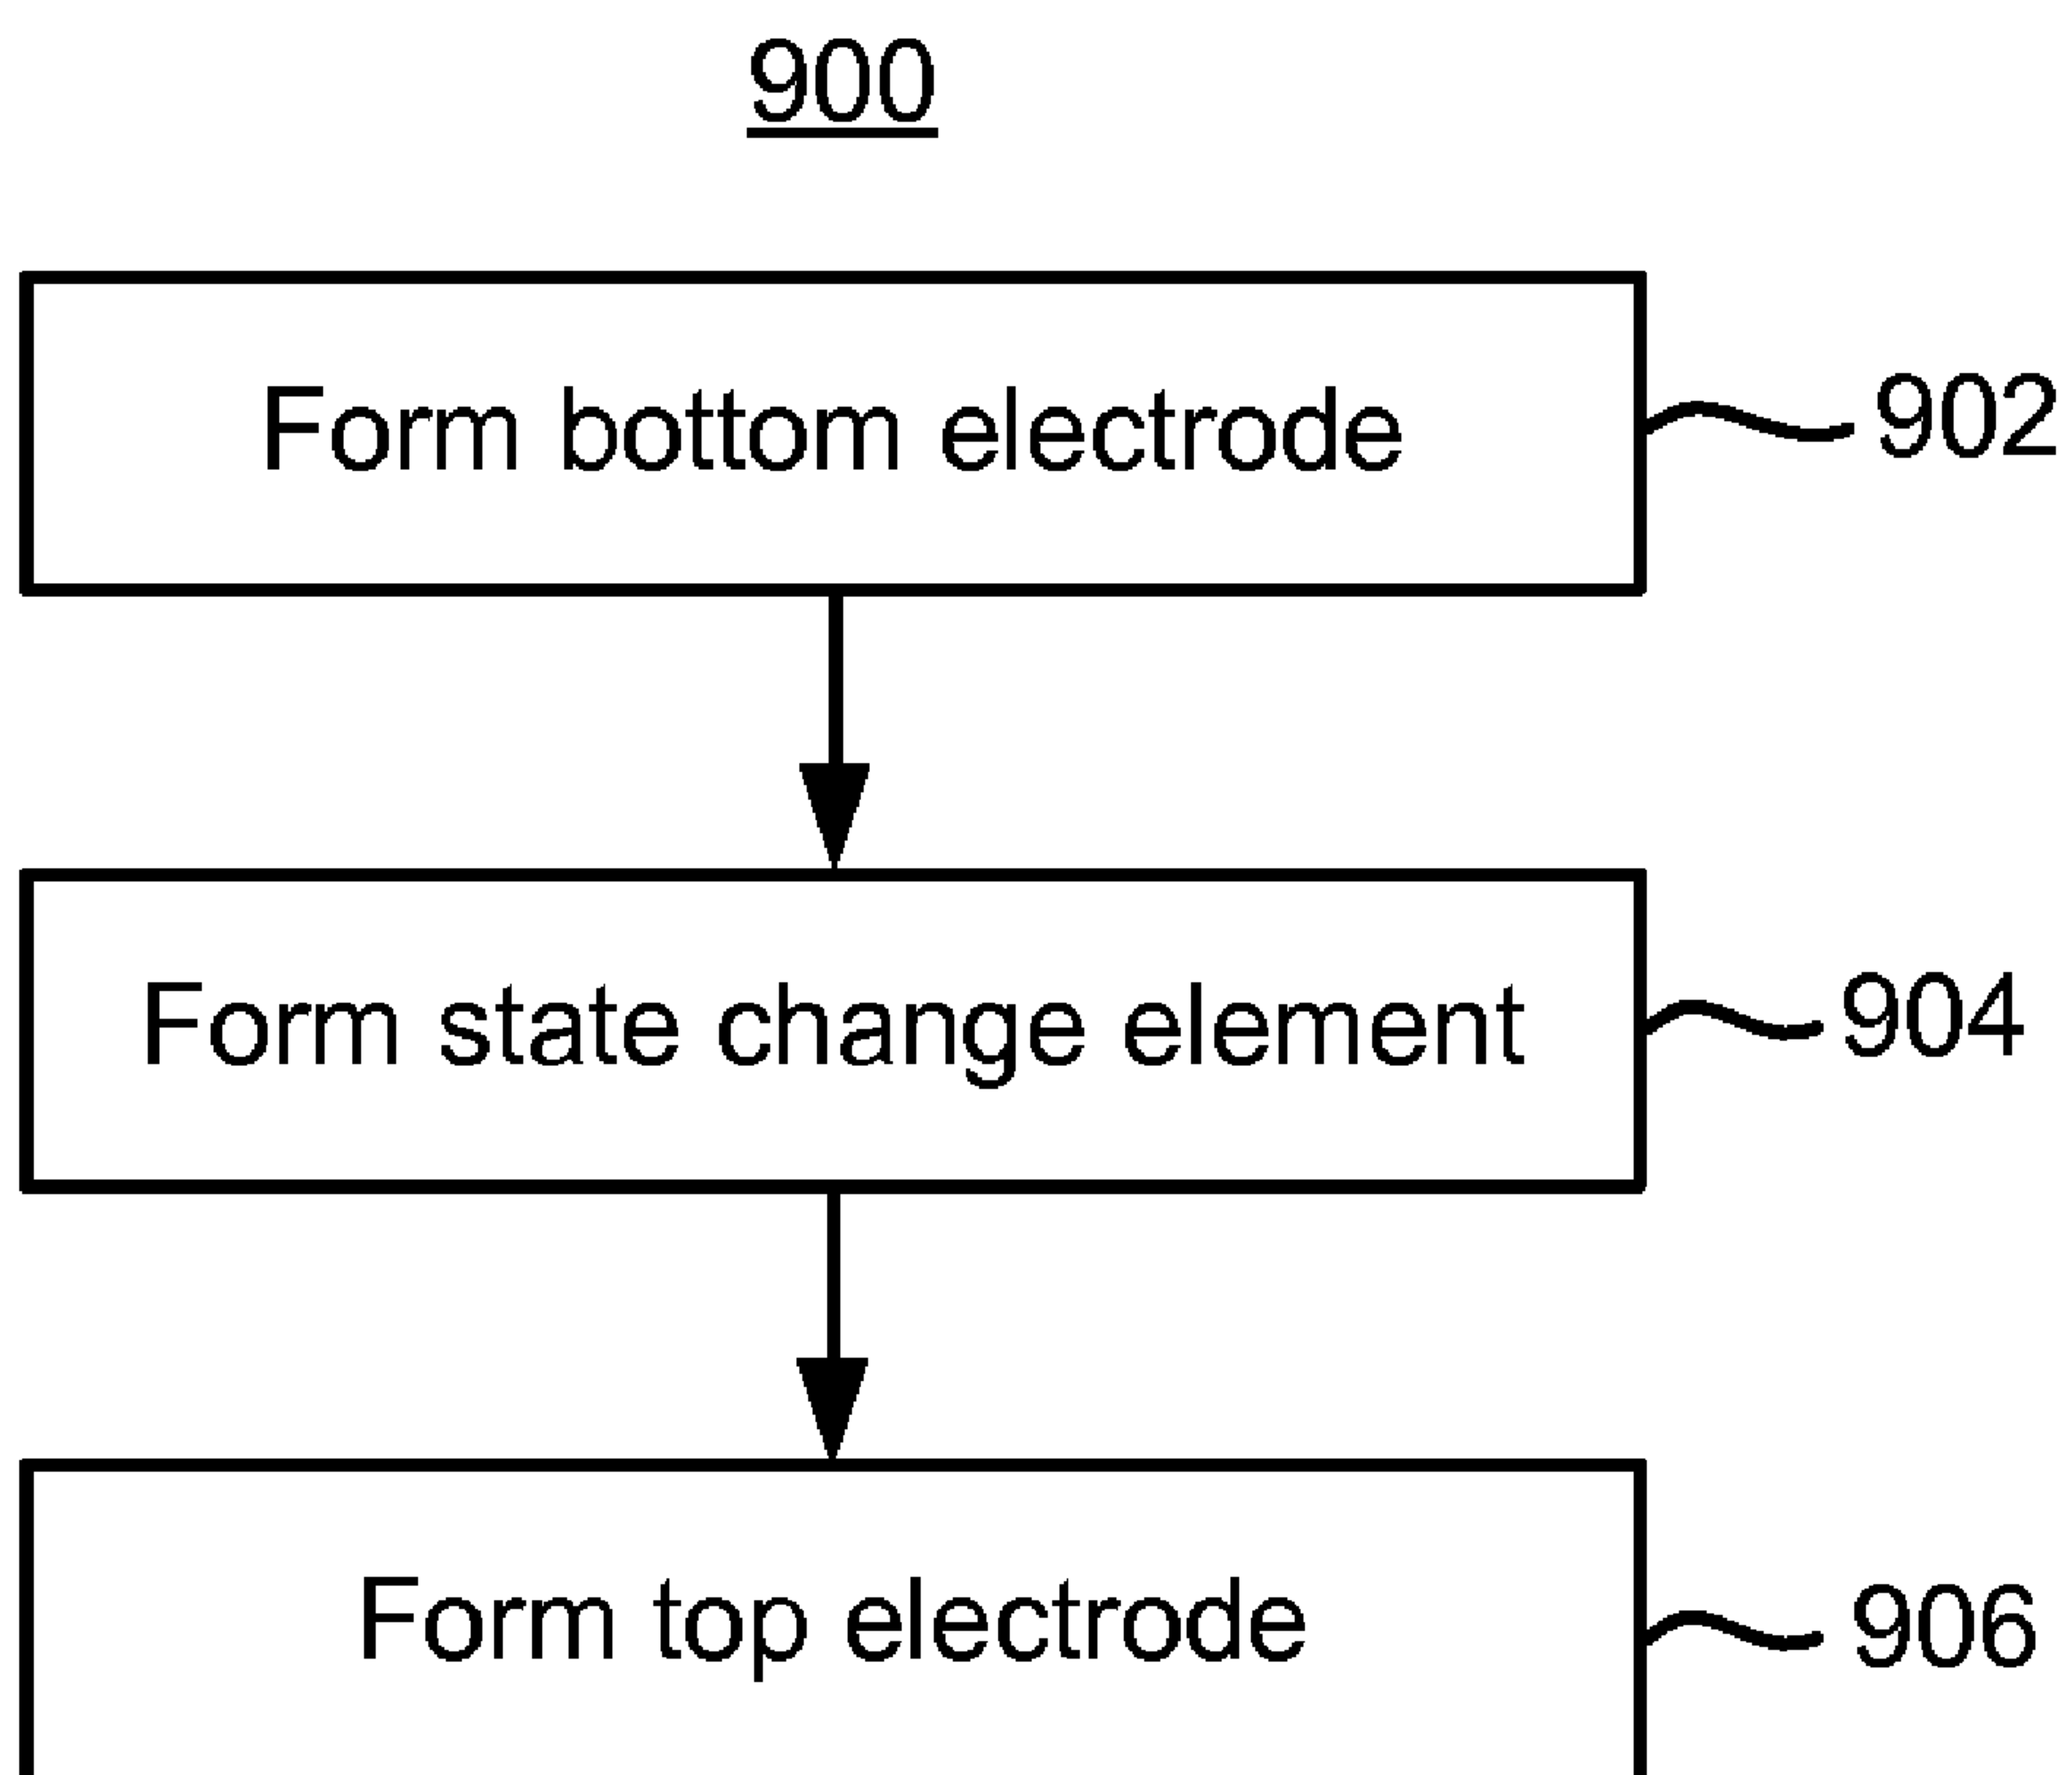 900
Form bottom electrode
902
Form state change element
904
Form top electrode
906